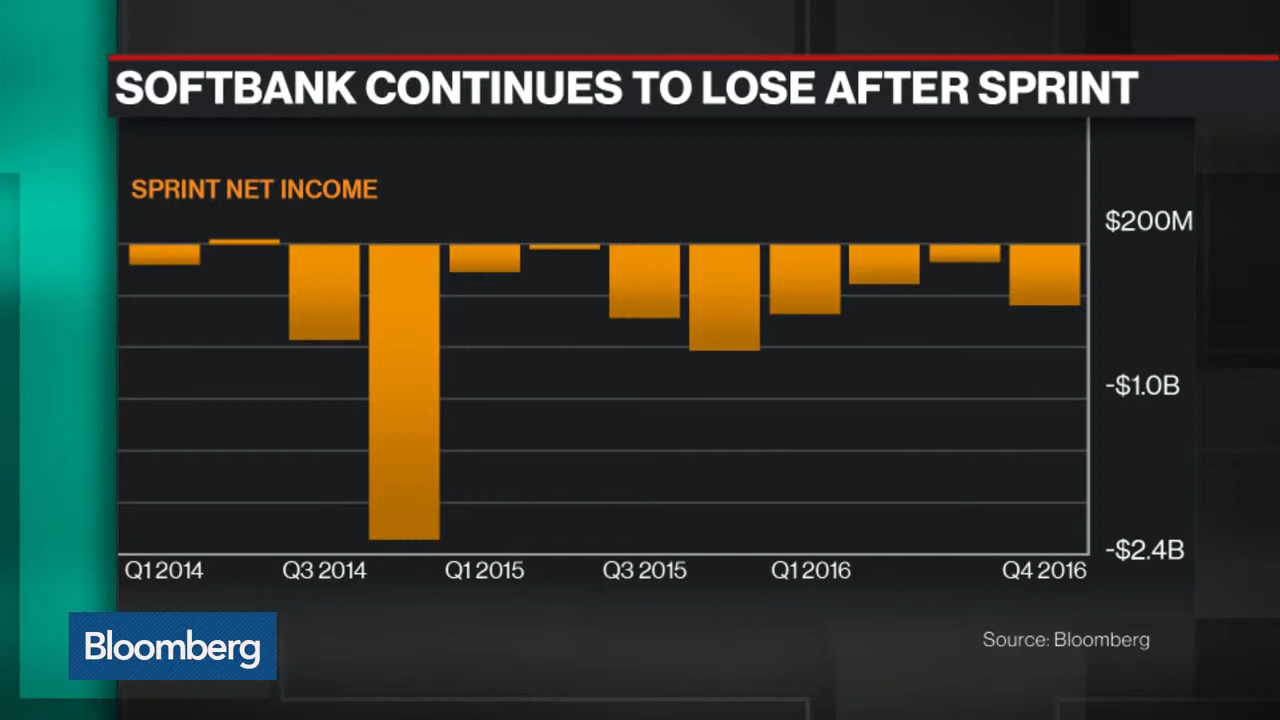 SOFTBANK CONTINUES TO LOSE AFTER SPRINT
SPRINT NET INCOME
$200M
-$1.0B
-$2.4B
Q1 2014 Q3 2014 Q1 2015 Q3 2015 Q1 2016 Q4 2016
Source: Bloomberg
Bloomberg